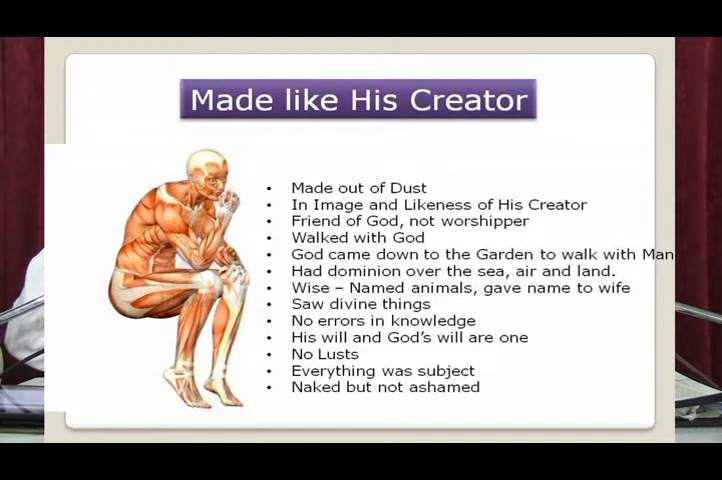 Made like His Creator
• Made out of Dust
• In Image and Likeness of His Creator
• Friend of God, not worshipper
• Walked with God
• God came down to the Garden to walk with Man
• Had dominion over the sea, air and land.
• Wise – Named animals, gave name to wife
• Saw divine things
• No errors in knowledge
• His will and God's will are one
• No Lusts
• Everything was subject
• Naked but not ashamed